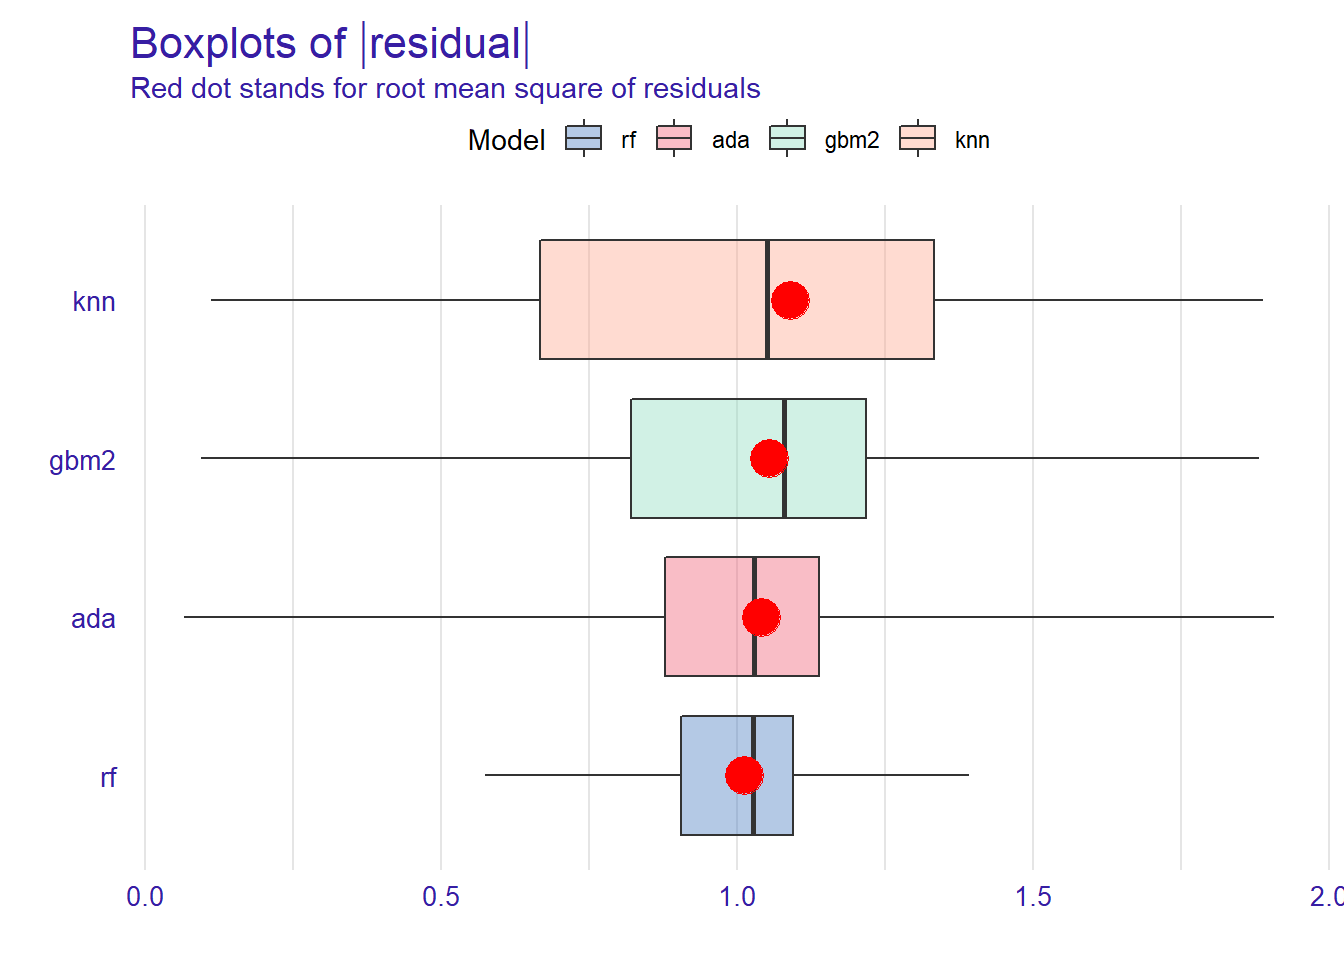 Boxplots of |residual|
Red dot stands for root mean square of residuals
Model rf ada gbm2 knn
knn
gbm2
ada
rf
0.0 0.5 1.0 1.5 2.0